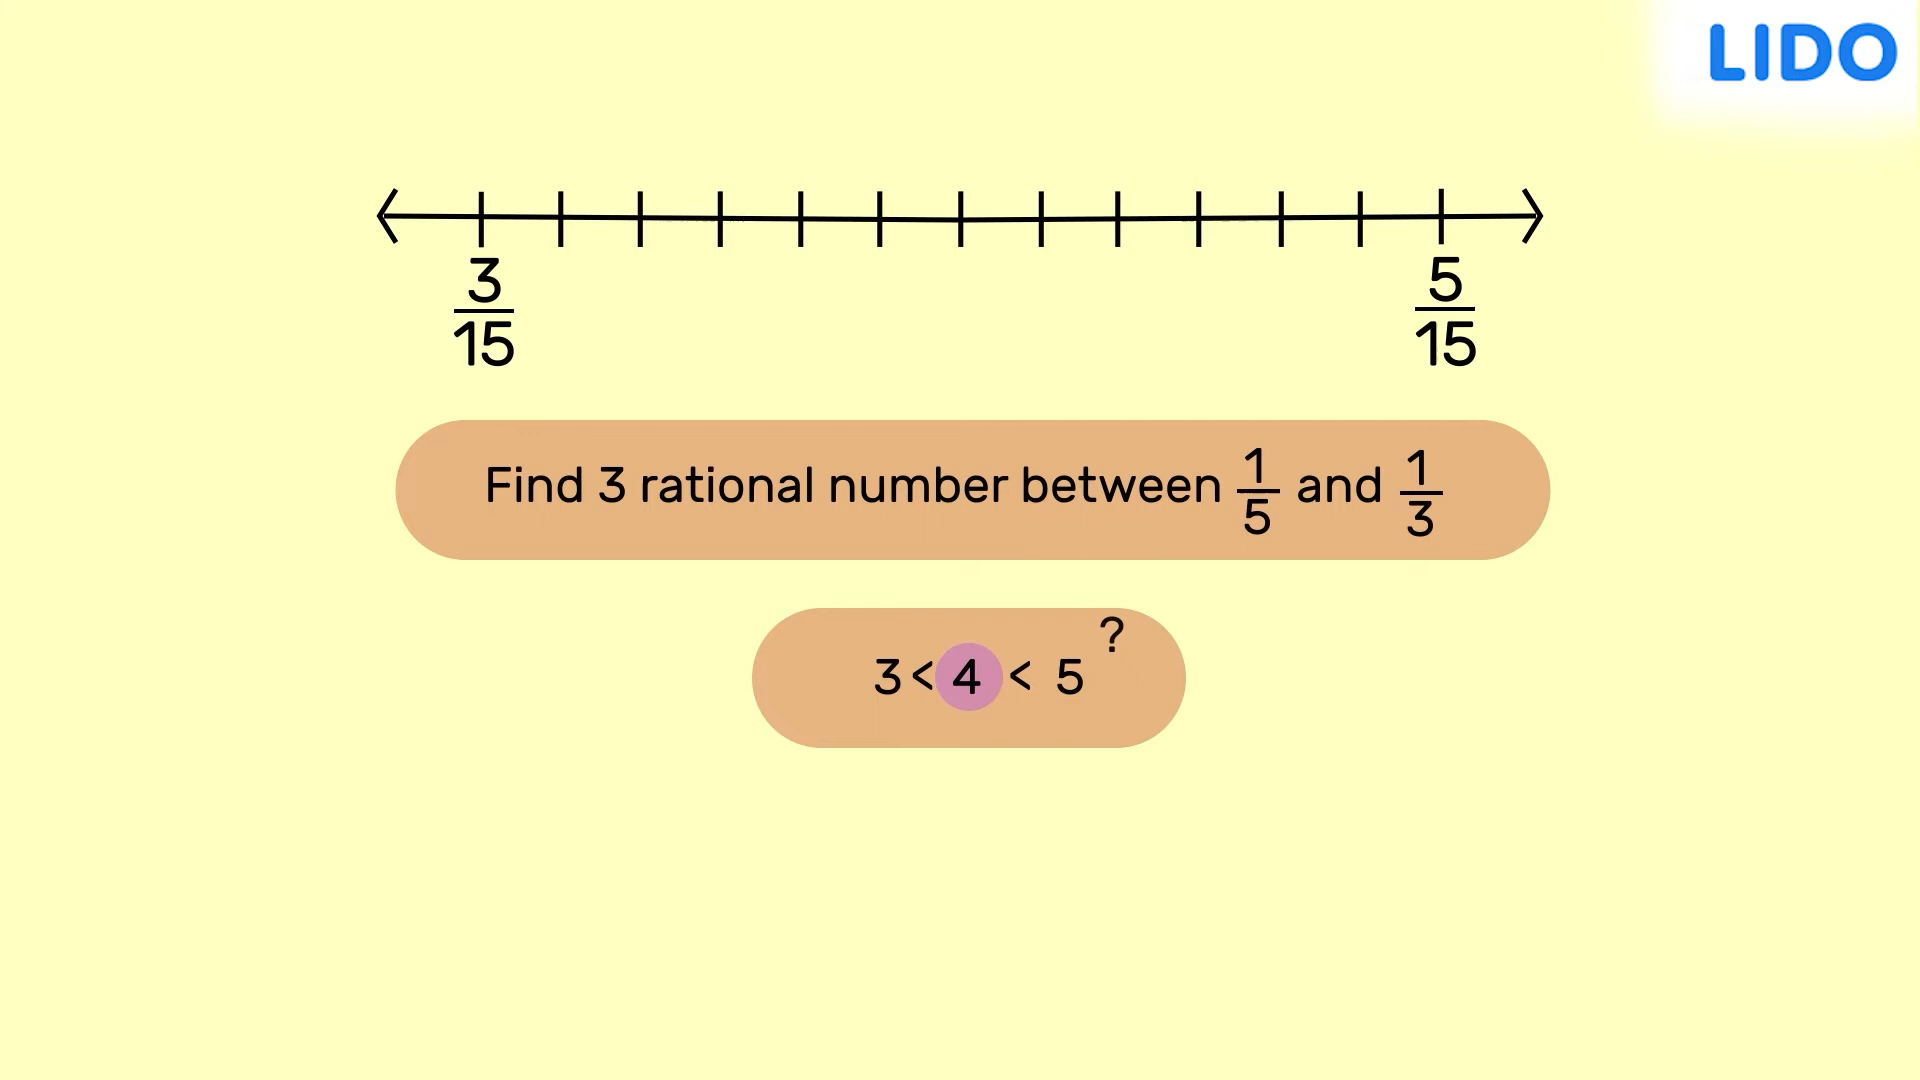 LIDO
3/15
5/15
Find 3 rational number between 1/5 and 1/3
3 < 4 < 5 ?